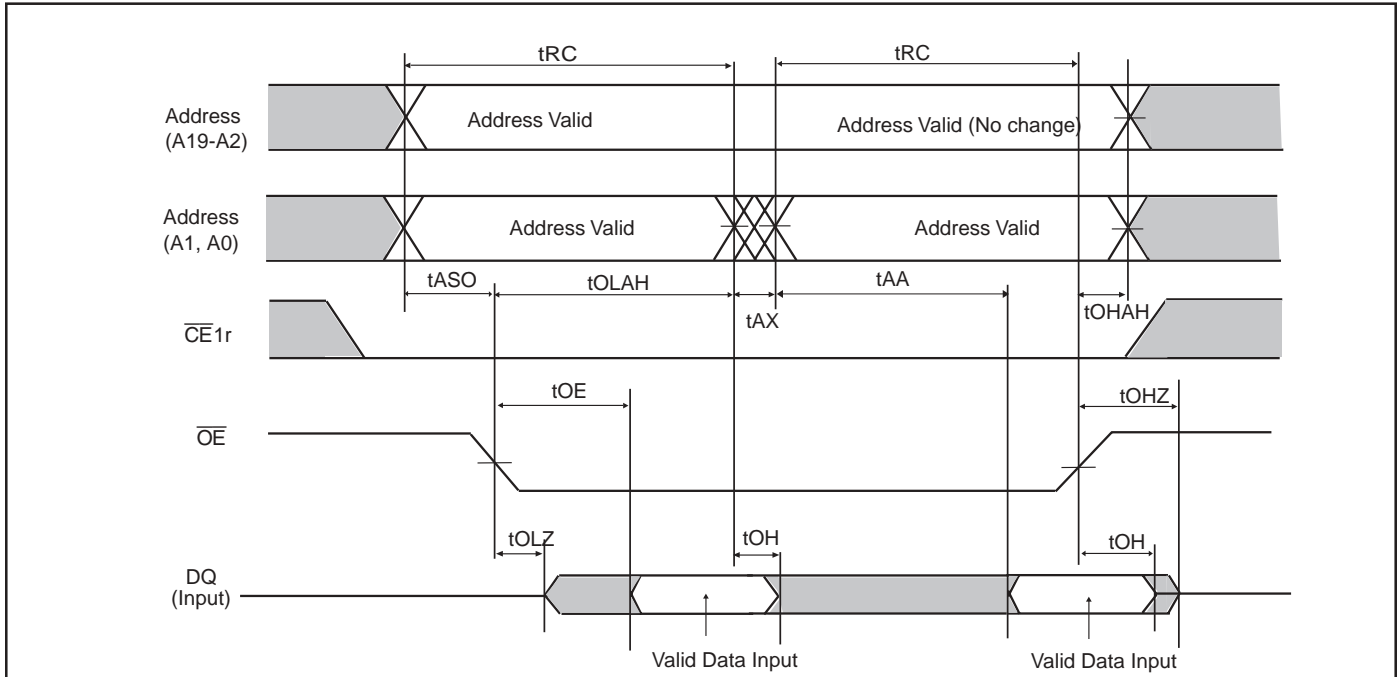 tRC tRC
Address
(A19-A2)
Address Valid Address Valid (No change)
Address
(A1, A0)
Address Valid Address Valid
tASO tOLAH tAX tAA tOHAH
CE1r
tOE tOHZ
OE
tOLZ tOH tOH
DQ
(Input)
Valid Data Input Valid Data Input